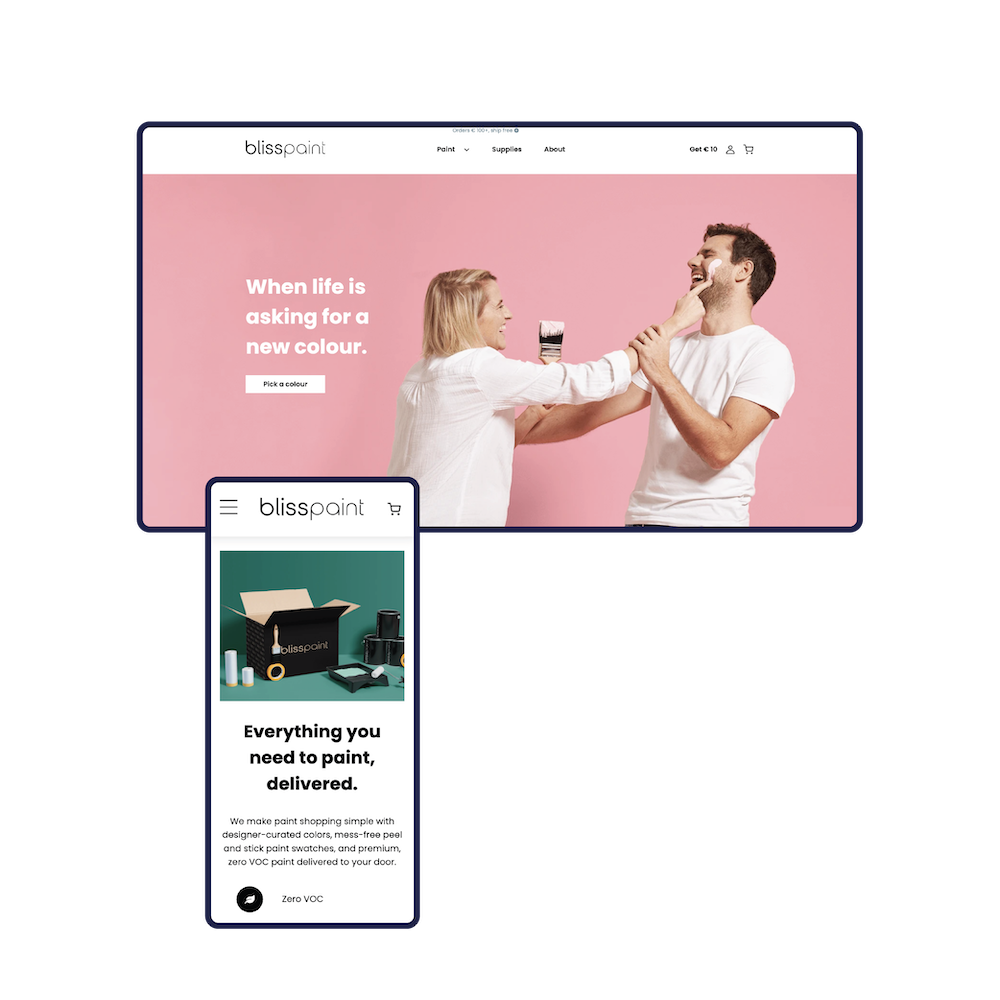 Orders € 100+, ship free
blisspaint
Paint
Supplies
About
Get € 10
When life is
asking for a
new colour.
Pick a colour
blisspaint
blisspaint
Everything you
need to paint,
delivered.
We make paint shopping simple with
designer-curated colors, mess-free peel
and stick paint swatches, and premium,
zero VOC paint delivered to your door.
Zero VOC